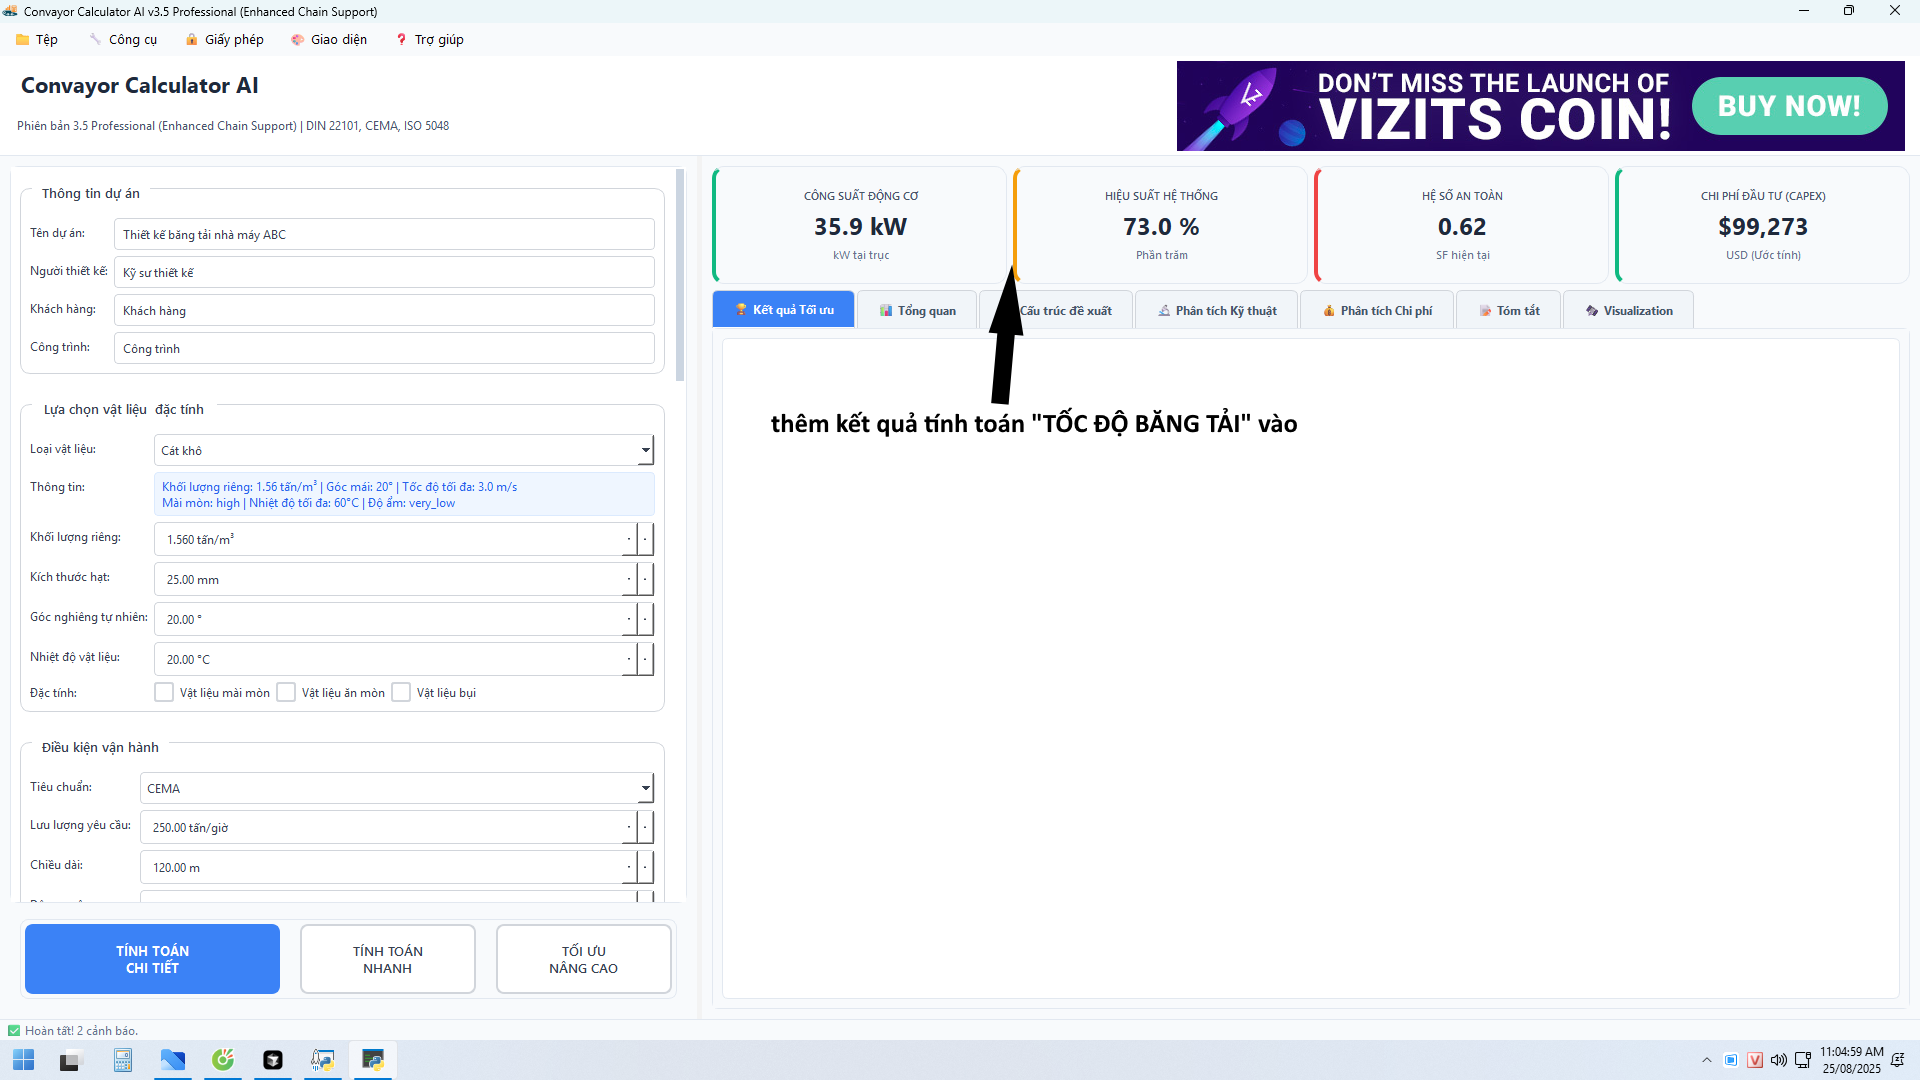 Convayor Calculator AI v3.5 Professional (Enhanced Chain Support)
Tệp
Công cụ
Giấy phép
Giao diện
Trợ giúp
Convayor Calculator AI
Phiên bản 3.5 Professional (Enhanced Chain Support) | DIN 22101, CEMA, ISO 5048
DON'T MISS THE LAUNCH OF
VIZITS COIN!
BUY NOW!
Thông tin dự án
Tên dự án:
Thiết kế băng tải nhà máy ABC
Người thiết kế:
Kỹ sư thiết kế
Khách hàng:
Khách hàng
Công trình:
Công trình
Lựa chọn vật liệu đặc tính
Loại vật liệu:
Cát khô
Thông tin:
Khối lượng riêng: 1.56 tấn/m³ | Góc mái: 20° | Tốc độ tối đa: 3.0 m/s
Mài mòn: high | Nhiệt độ tối đa: 60°C | Độ ẩm: very_low
Khối lượng riêng:
1.560 tấn/m³
Kích thước hạt:
25.00 mm
Góc nghiêng tự nhiên:
20.00 °
Nhiệt độ vật liệu:
20.00 °C
Đặc tính:
Vật liệu mài mòn
Vật liệu ăn mòn
Vật liệu bụi
Điều kiện vận hành
Tiêu chuẩn:
CEMA
Lưu lượng yêu cầu:
250.00 tấn/giờ
Chiều dài:
120.00 m
TÍNH TOÁN
CHI TIẾT
TÍNH TOÁN
NHANH
TỐI ƯU
NÂNG CAO
CÔNG SUẤT ĐỘNG CƠ
35.9 kW
kW tại trục
HIỆU SUẤT HỆ THỐNG
73.0 %
Phần trăm
HỆ SỐ AN TOÀN
0.62
SF hiện tại
CHI PHÍ ĐẦU TƯ (CAPEX)
$99,273
USD (Ước tính)
Kết quả Tối ưu
Tổng quan
Cấu trúc đề xuất
Phân tích Kỹ thuật
Phân tích Chi phí
Tóm tắt
Visualization
thêm kết quả tính toán "TỐC ĐỘ BĂNG TẢI" vào
Hoàn tất! 2 cảnh báo.
11:04:59 AM
25/08/2025